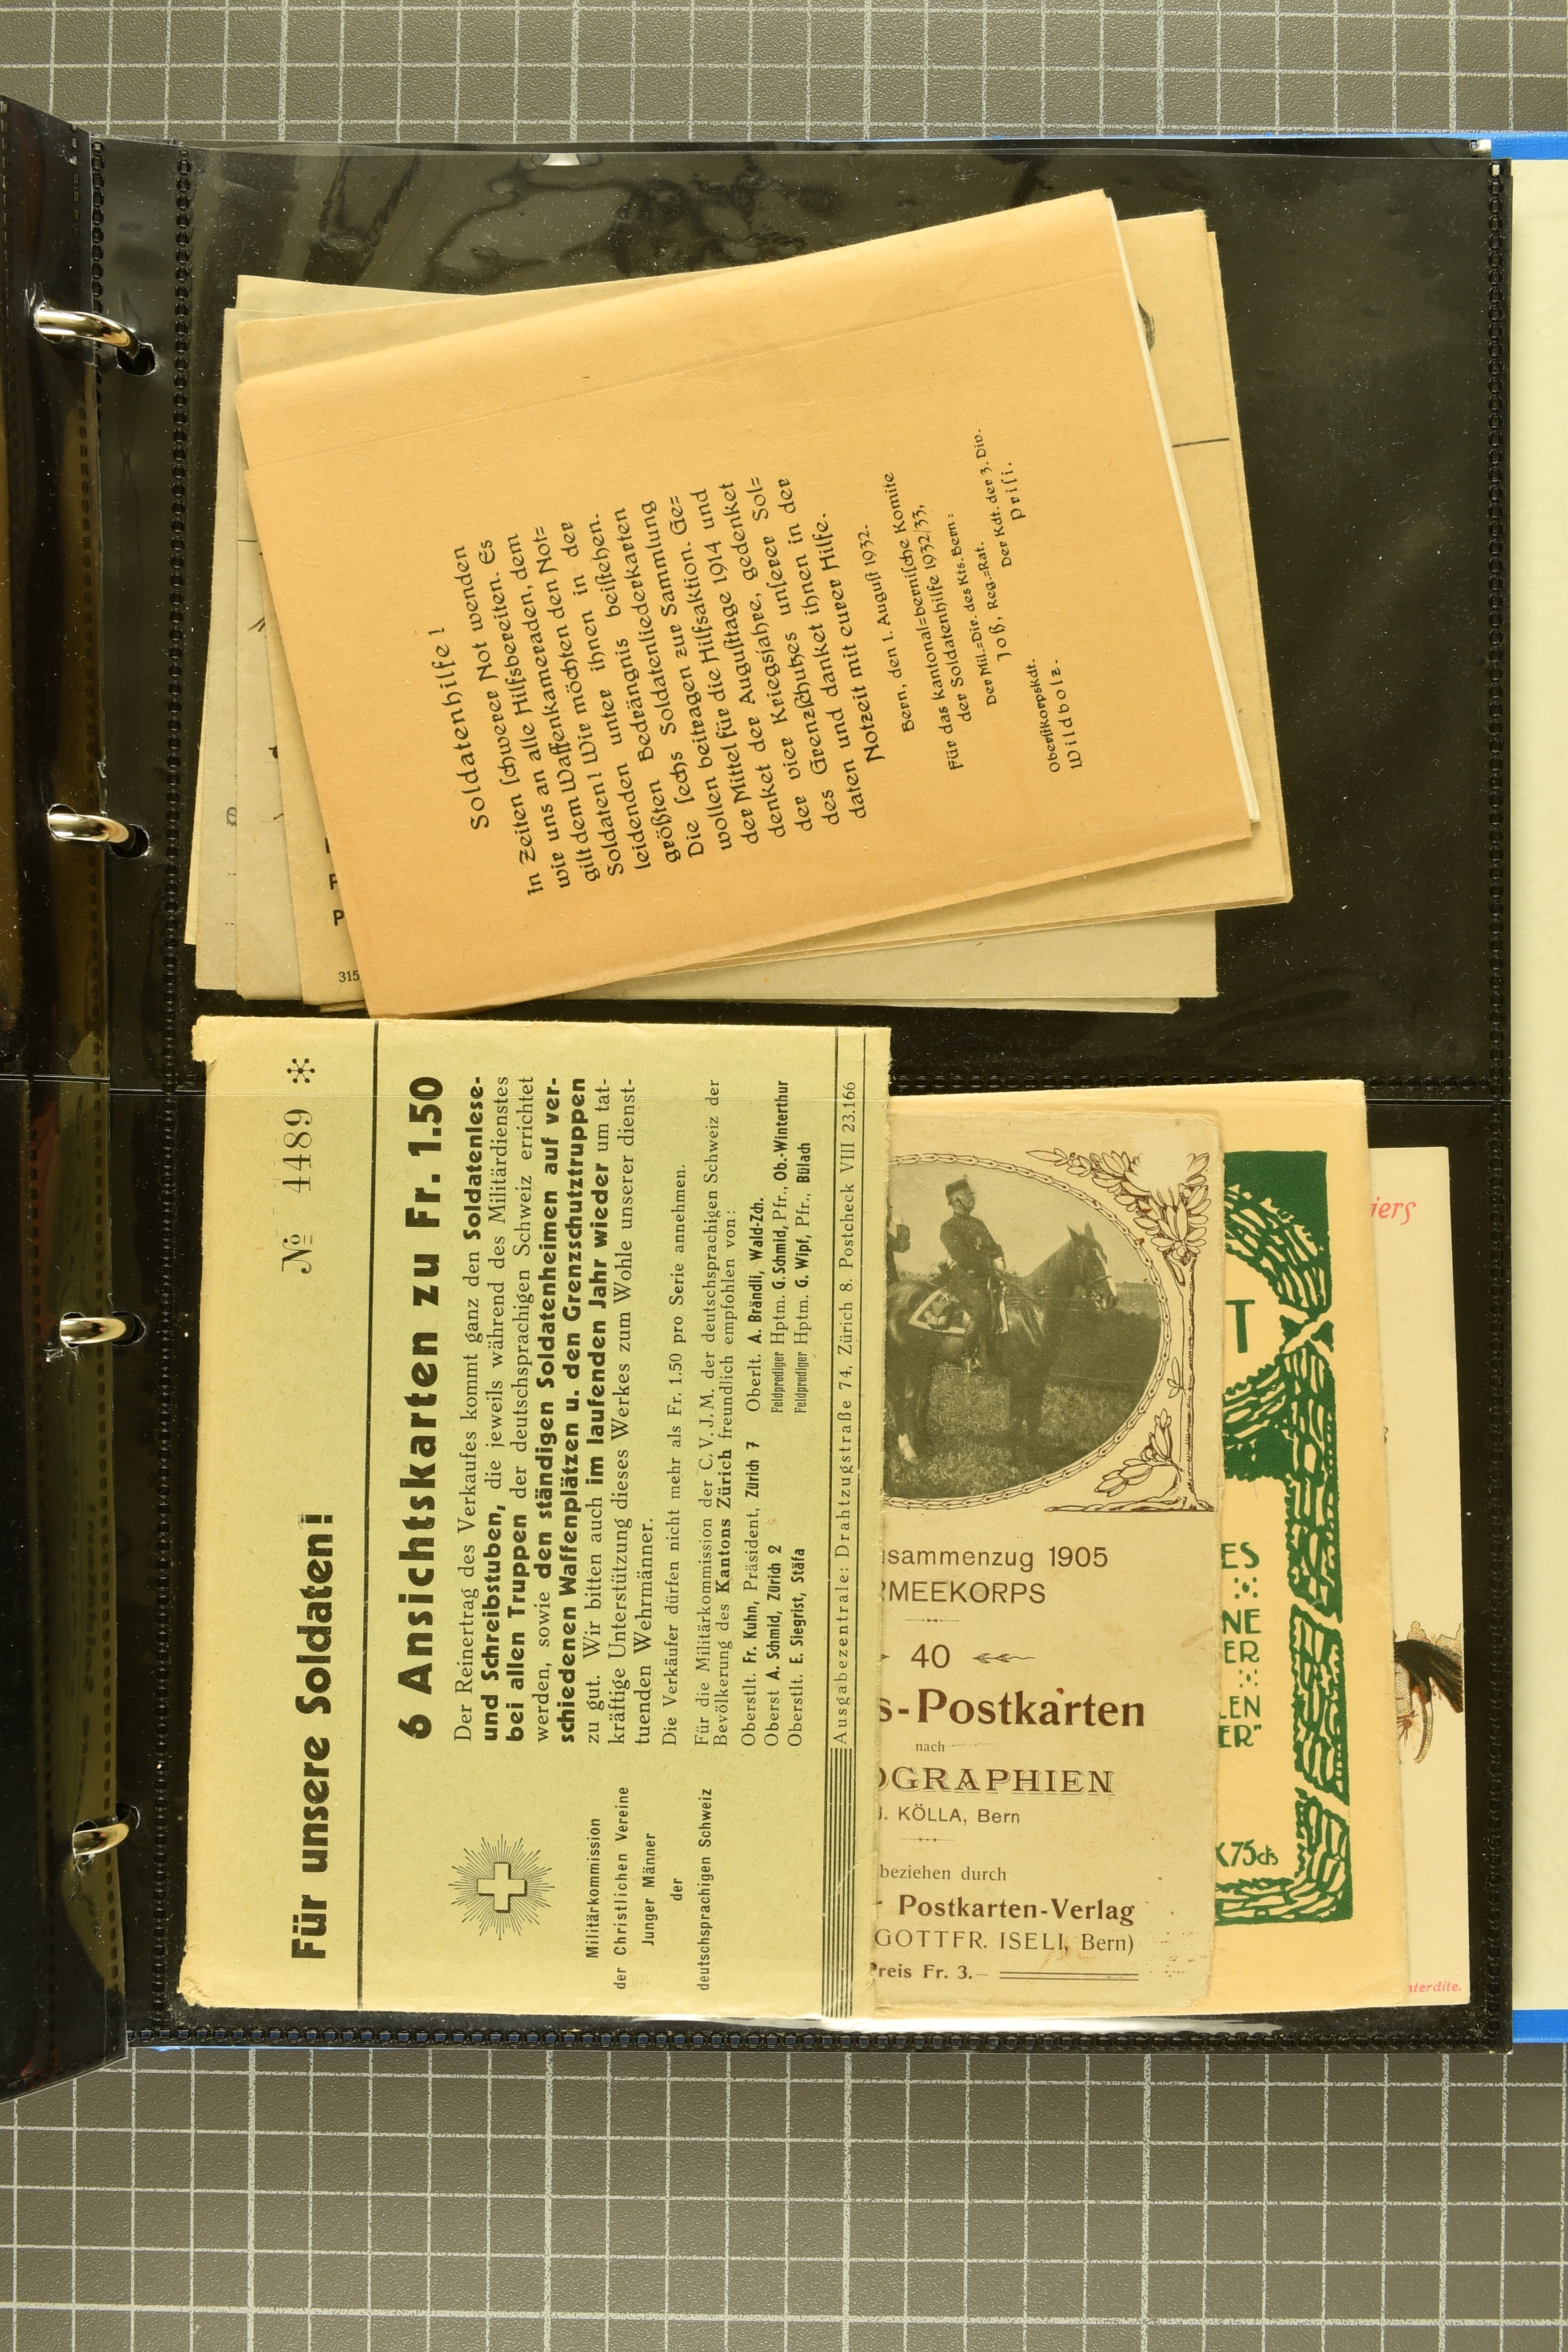 Soldatenhilfe!
In Zeiten schwerer Not wenden
wir uns an alle Hilfsbereiten. Es
gilt dem Waffenkameraden, dem
Soldaten! Wir möchten den Not=
leidenden unter ihnen in der
größten Bedrängnis beistehen.
Die sechs Soldatenliederkarten
wollen beitragen zur Sammlung
der Mittel für die Hilfsaktion. Ge=
denket der Augusttage 1914 und
der vier Kriegsjahre, gedenket
des Grenzschutzes unserer Sol=
daten und danket ihnen in der
Notzeit mit eurer Hilfe.
Bern, den 1. August 1932.
Für das kantonal=bernische Komite
der Soldatenhilfe 1932/33,
Der Mil.=Dir. des Kts. Bern:
Joß, Reg.=Rat.
Oberstkorpskdt.
Wildbolz.
Der Kdt. der 3. Div.
Prisi.
315
P
Für unsere Soldaten!
№ 4489 *
6 Ansichtskarten zu Fr. 1.50
Der Reinertrag des Verkaufes kommt ganz den Soldatenlese-
und Schreibstuben, die jeweils während des Militärdienstes
bei allen Truppen der deutschsprachigen Schweiz errichtet
werden, sowie den ständigen Soldatenheimen auf ver-
schiedenen Waffenplätzen u. den Grenzschutztruppen
zu gut. Wir bitten auch im laufenden Jahr wieder um tat-
kräftige Unterstützung dieses Werkes zum Wohle unserer dienst-
tuenden Wehrmänner.
Die Verkäufer dürfen nicht mehr als Fr. 1.50 pro Serie annehmen.
Für die Militärkommission der C.V.J.M. der deutschsprachigen Schweiz der
Bevölkerung des Kantons Zürich freundlich empfohlen von:
Oberstlt. Fr. Kuhn, Präsident, Zürich 7
Oberst A. Schmid, Zürich 2
Oberstlt. E. Siegrist, Stäfa
Oberlt. A. Brändli, Wald-Zch.
Feldprediger Hptm. G. Schmid, Pfr., Ob.-Winterthur
Feldprediger Hptm. G. Wipf, Pfr., Bülach
Militärkommission
der Christlichen Vereine
Junger Männer
der
deutschsprachigen Schweiz
Ausgabezentrale: Drahtzugstraße 74, Zürich 8. Postcheck VIII 23.166
sammenzug 1905
MEEKORPS
40
s-Postkarten
nach
OGRAPHIEN
J. KÖLLA, Bern
beziehen durch
r Postkarten-Verlag
(GOTTFR. ISELI, Bern)
Preis Fr. 3.—
T
ES
NE
ER
LEN
ER"
75cts
iers
nterdite.